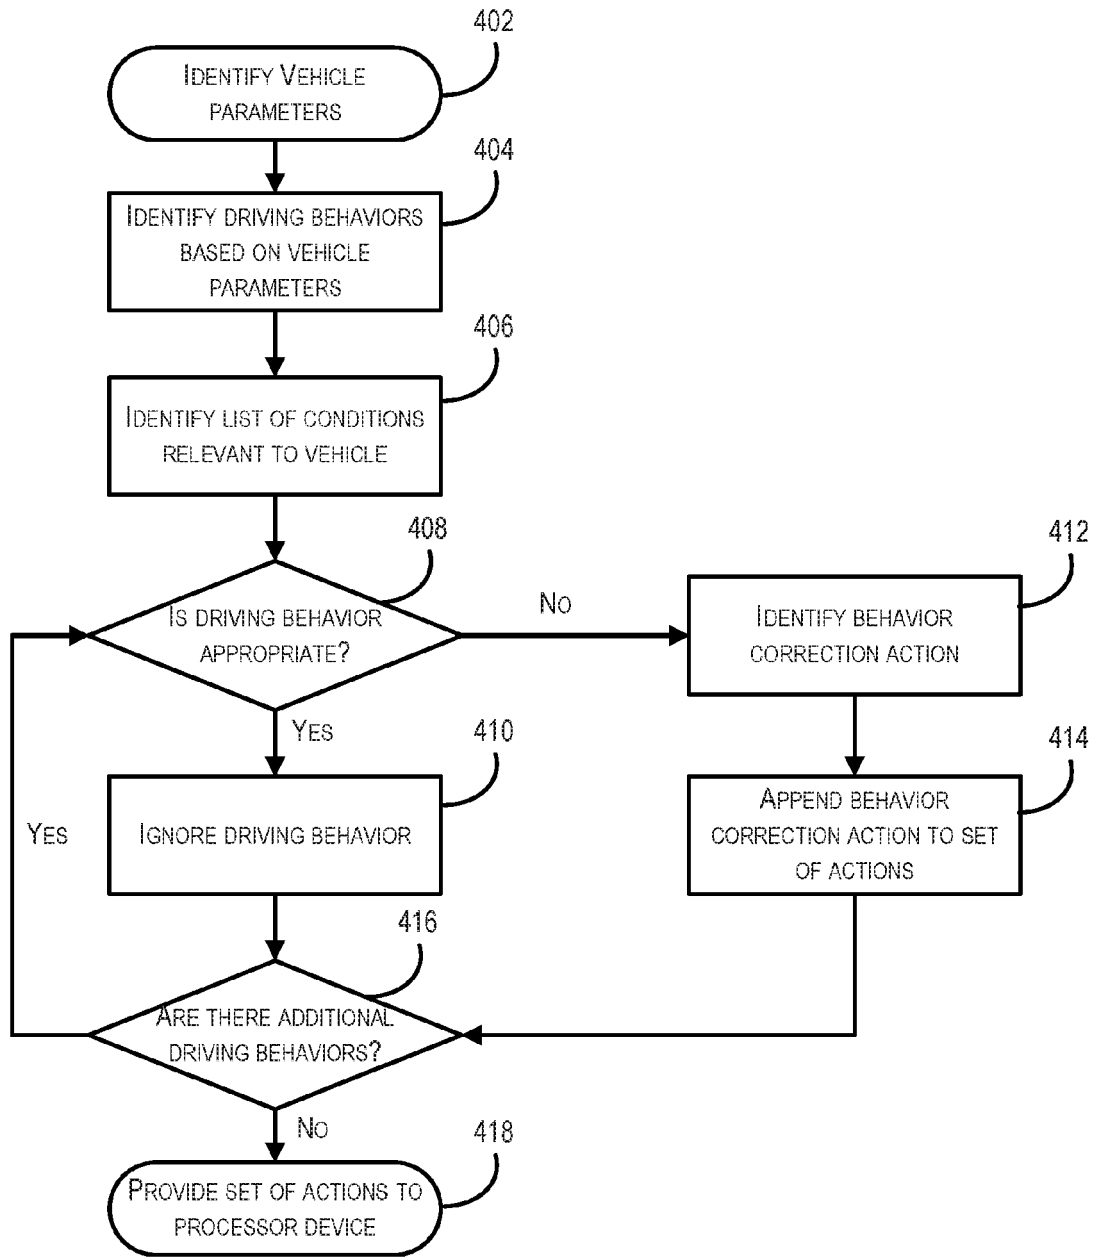 402
IDENTIFY VEHICLE
PARAMETERS
404
IDENTIFY DRIVING BEHAVIORS
BASED ON VEHICLE
PARAMETERS
406
IDENTIFY LIST OF CONDITIONS
RELEVANT TO VEHICLE
408
IS DRIVING BEHAVIOR
APPROPRIATE?
NO
412
IDENTIFY BEHAVIOR
CORRECTION ACTION
YES
410
IGNORE DRIVING BEHAVIOR
414
APPEND BEHAVIOR
CORRECTION ACTION TO SET
OF ACTIONS
YES
416
ARE THERE ADDITIONAL
DRIVING BEHAVIORS?
NO
418
PROVIDE SET OF ACTIONS TO
PROCESSOR DEVICE